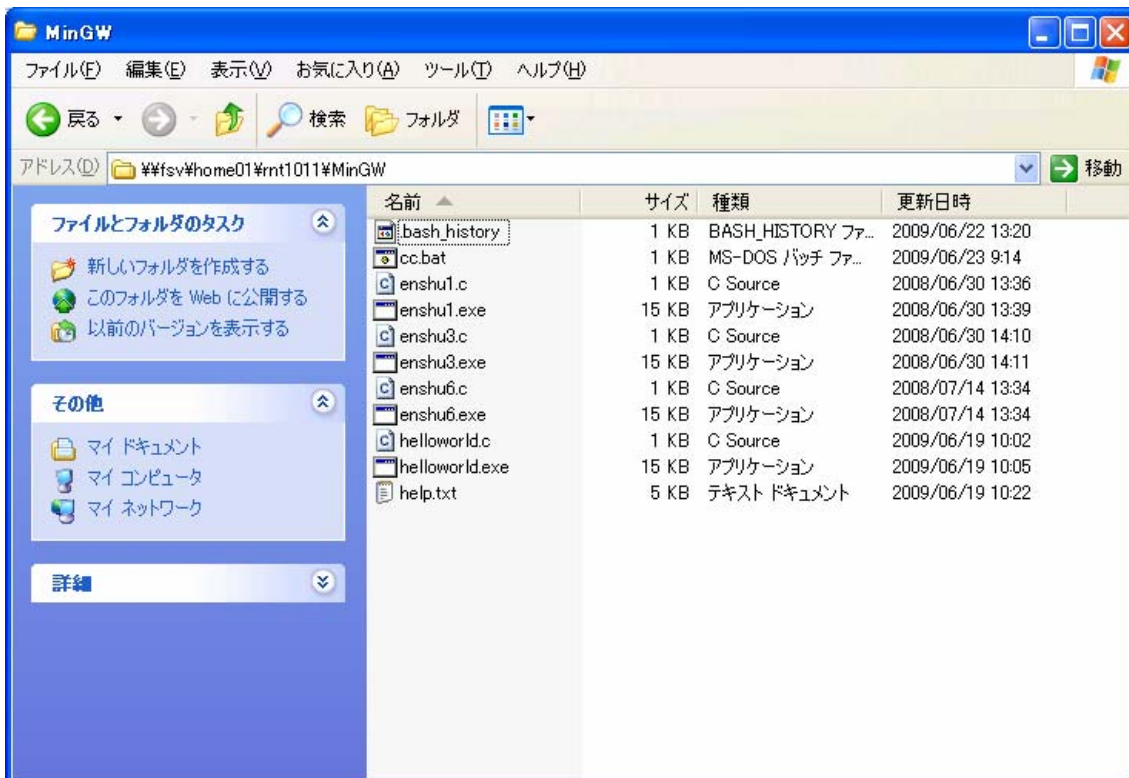 MinGW
ファイル(F) 編集(E) 表示(V) お気に入り(A) ツール(T) ヘルプ(H)
戻る 検索 フォルダ
アドレス(D) ¥¥fsv¥home01¥rnt1011¥MinGW 移動
ファイルとフォルダのタスク
新しいフォルダを作成する
このフォルダを Web に公開する
以前のバージョンを表示する
その他
マイ ドキュメント
マイ コンピュータ
マイ ネットワーク
詳細
名前 サイズ 種類 更新日時
.bash_history 1 KB BASH_HISTORY ファ... 2009/06/22 13:20
cc.bat 1 KB MS-DOS バッチ ファ... 2009/06/23 9:14
enshu1.c 1 KB C Source 2008/06/30 13:36
enshu1.exe 15 KB アプリケーション 2008/06/30 13:39
enshu3.c 1 KB C Source 2008/06/30 14:10
enshu3.exe 15 KB アプリケーション 2008/06/30 14:11
enshu6.c 1 KB C Source 2008/07/14 13:34
enshu6.exe 15 KB アプリケーション 2008/07/14 13:34
helloworld.c 1 KB C Source 2009/06/19 10:02
helloworld.exe 15 KB アプリケーション 2009/06/19 10:05
help.txt 5 KB テキスト ドキュメント 2009/06/19 10:22